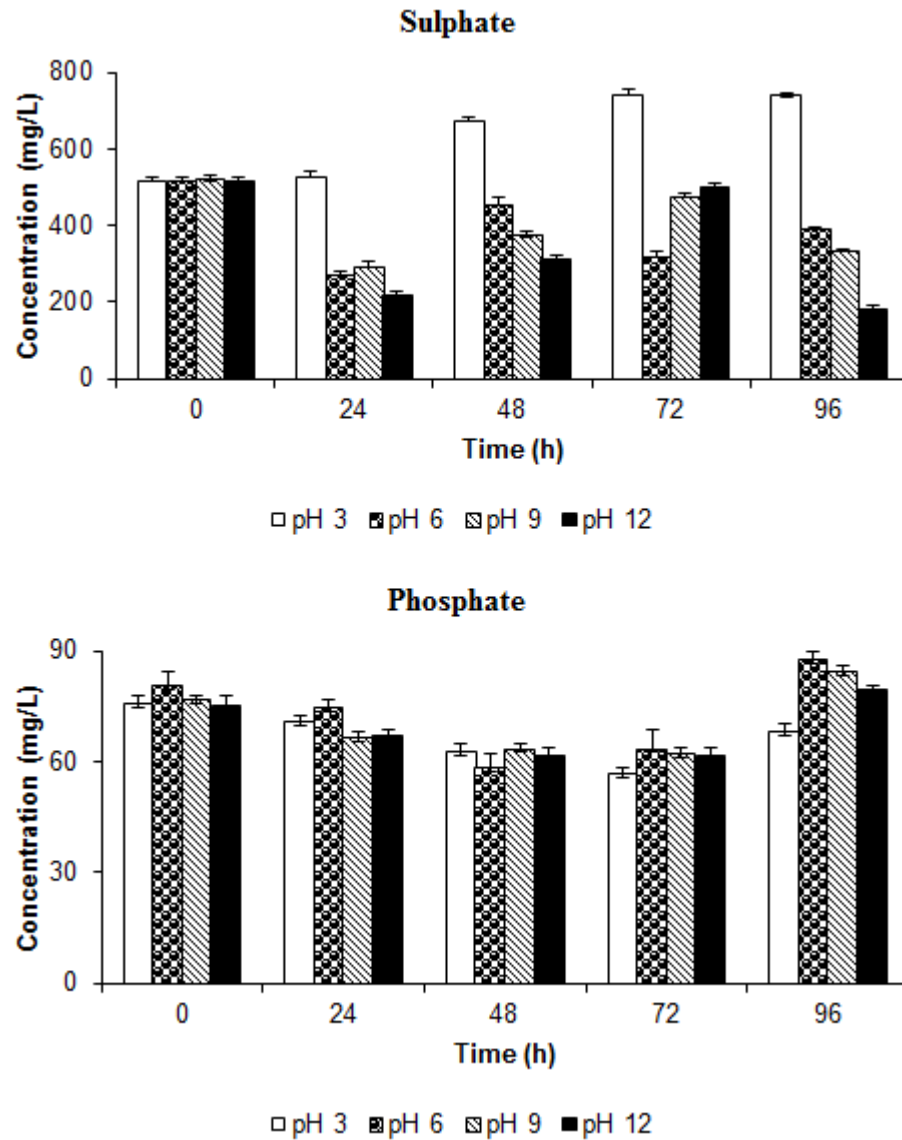 Sulphate
Concentration (mg/L)
800
600
400
200
0
0 24 48 72 96
Time (h)
pH 3 pH 6 pH 9 pH 12
Phosphate
Concentration (mg/L)
90
60
30
0
0 24 48 72 96
Time (h)
pH 3 pH 6 pH 9 pH 12